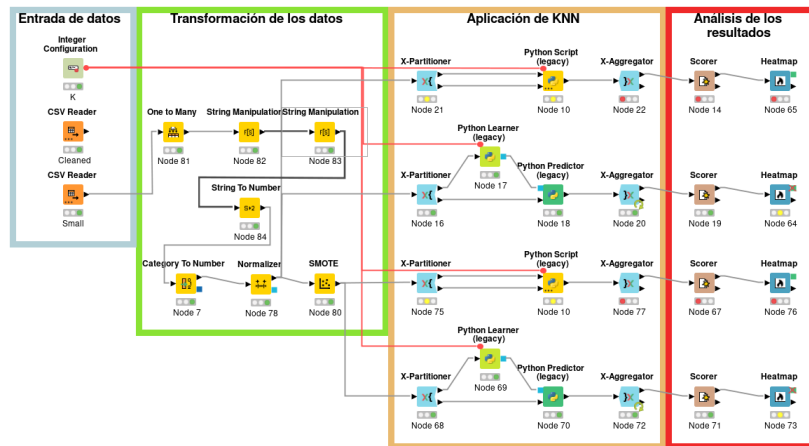 Entrada de datos
Transformación de los datos
Aplicación de KNN
Análisis de los
resultados
Integer
Configuration
K
CSV Reader
Cleaned
CSV Reader
Small
One to Many
Node 81
String Manipulation
r[s]
Node 82
String Manipulation
r[s]
Node 83
String To Number
S»2
Node 84
Category To Number
Node 7
Normalizer
Node 78
SMOTE
Node 80
X-Partitioner
X{
Node 21
Python Script
(legacy)
Node 10
X-Aggregator
}X
Node 22
Scorer
Node 14
Heatmap
Node 65
Python Learner
(legacy)
Node 17
X-Partitioner
X{
Node 16
Python Predictor
(legacy)
Node 18
X-Aggregator
}X
Node 20
Scorer
Node 19
Heatmap
Node 64
X-Partitioner
X{
Node 75
Python Script
(legacy)
Node 10
X-Aggregator
}X
Node 77
Scorer
Node 67
Heatmap
Node 76
Python Learner
(legacy)
Node 69
X-Partitioner
X{
Node 68
Python Predictor
(legacy)
Node 70
X-Aggregator
}X
Node 72
Scorer
Node 71
Heatmap
Node 73